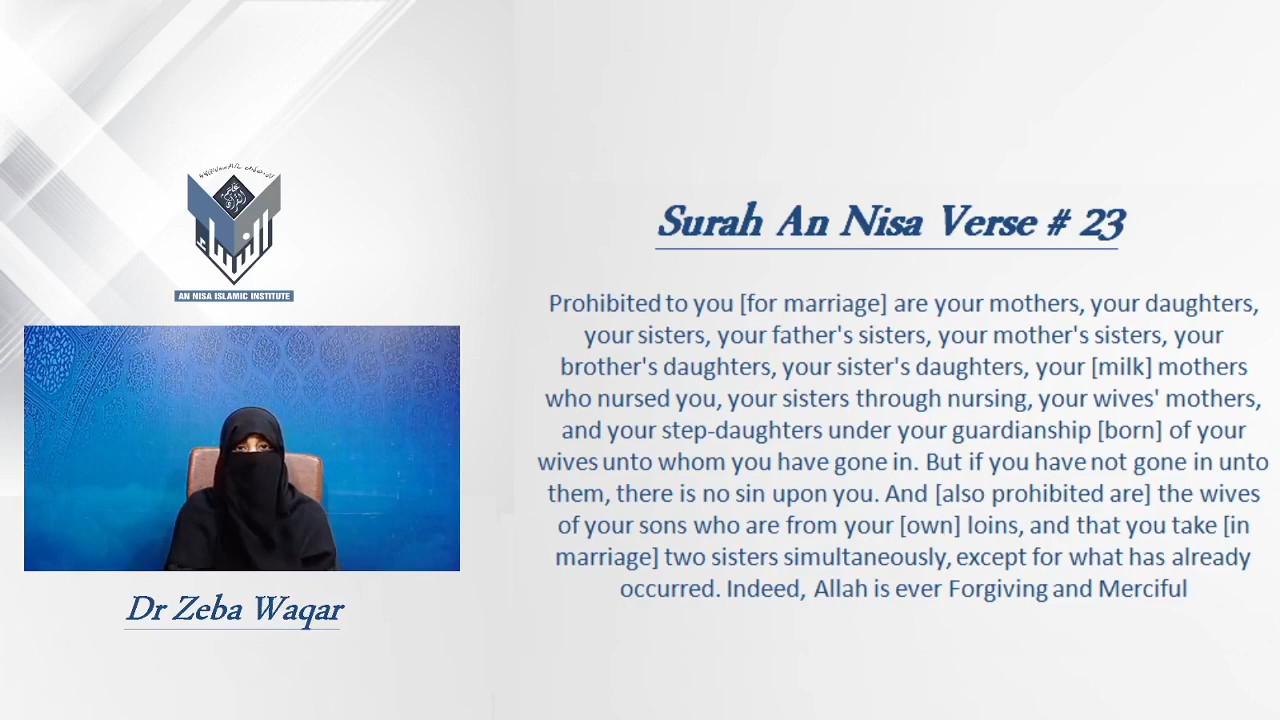 AN NISA ISLAMIC INSTITUTE
Dr Zeba Waqar
Surah An Nisa Verse # 23
Prohibited to you [for marriage] are your mothers, your daughters,
your sisters, your father's sisters, your mother's sisters, your
brother's daughters, your sister's daughters, your [milk] mothers
who nursed you, your sisters through nursing, your wives' mothers,
and your step-daughters under your guardianship [born] of your
wives unto whom you have gone in. But if you have not gone in unto
them, there is no sin upon you. And [also prohibited are] the wives
of your sons who are from your [own] loins, and that you take [in
marriage] two sisters simultaneously, except for what has already
occurred. Indeed, Allah is ever Forgiving and Merciful